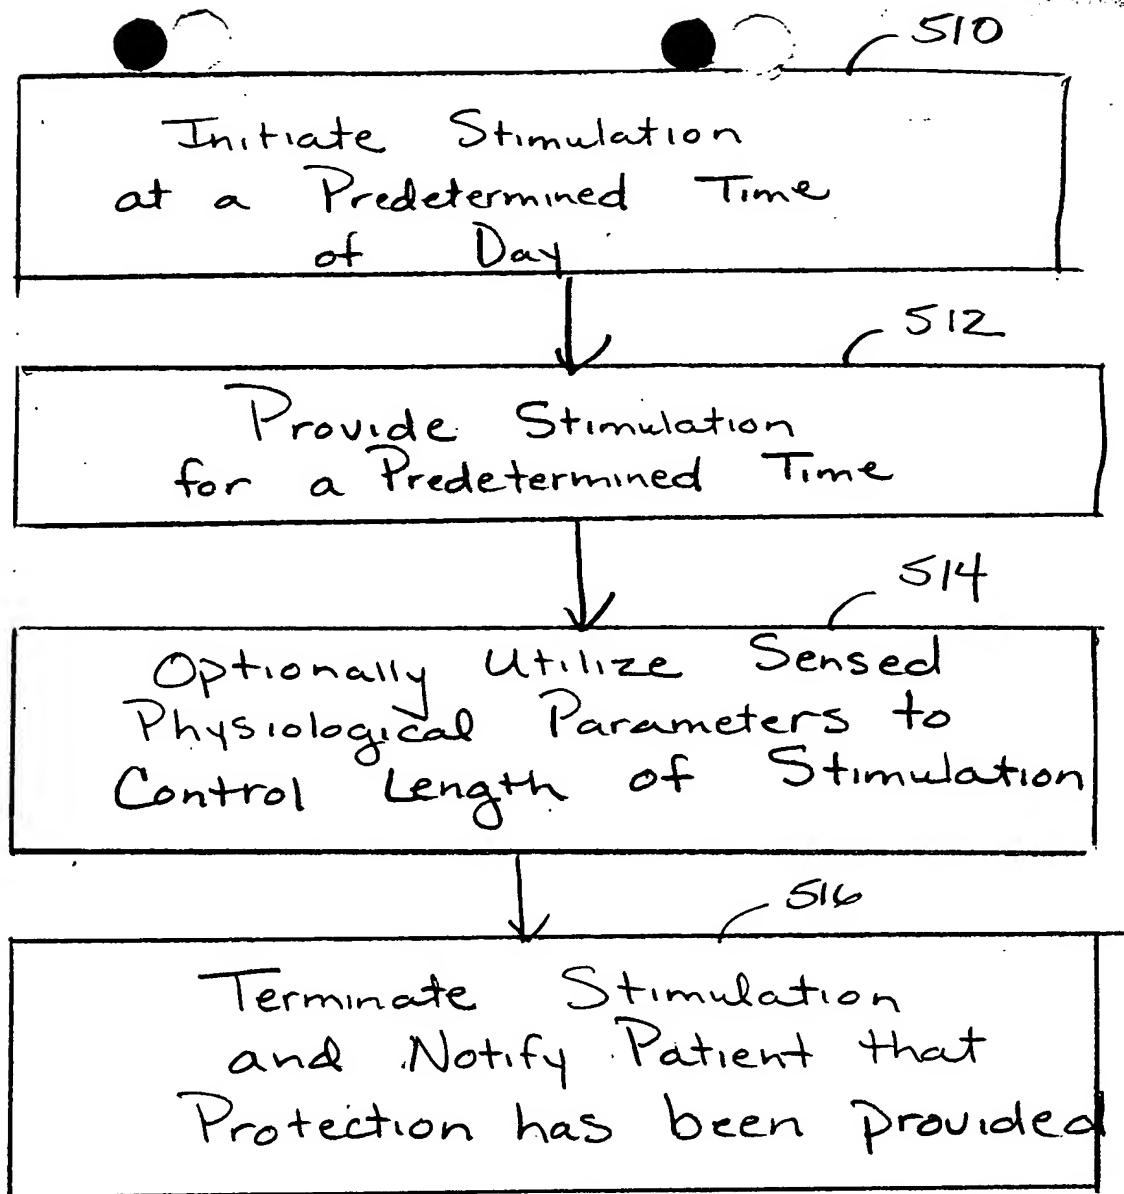 510
Initiate Stimulation
at a Predetermined Time
of Day
512
Provide Stimulation
for a Predetermined Time
514
Optionally Utilize Sensed
Physiological Parameters to
Control Length of Stimulation
516
Terminate Stimulation
and Notify Patient that
Protection has been provided